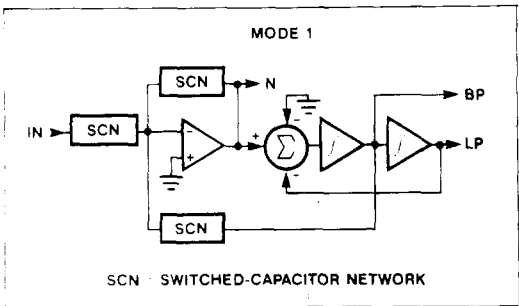 MODE 1
SCN
N
BP
IN
SCN
-
+
-
+
Σ
-
∫
∫
LP
SCN
SCN - SWITCHED-CAPACITOR NETWORK